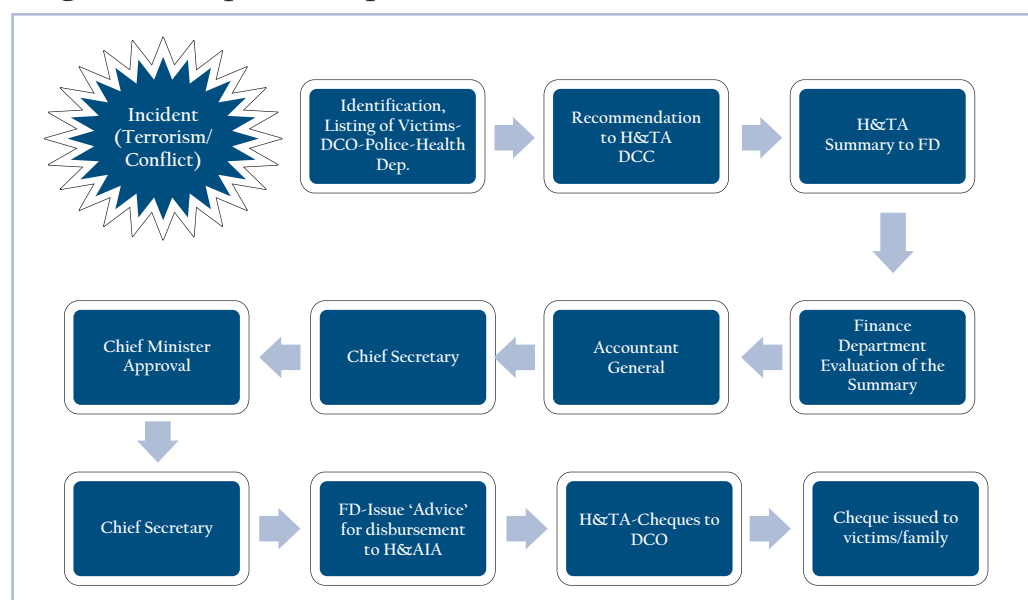 Incident
(Terrorism/
Conflict)
Identification,
Listing of Victims-
DCO-Police-Health
Dep.
Recommendation
to H&TA
DCC
H&TA
Summary to FD
Finance
Department
Evaluation of the
Summary
Accountant
General
Chief Secretary
Chief Minister
Approval
Chief Secretary
FD-Issue ‘Advice’
for disbursement
to H&AIA
H&TA-Cheques to
DCO
Cheque issued to
victims/family